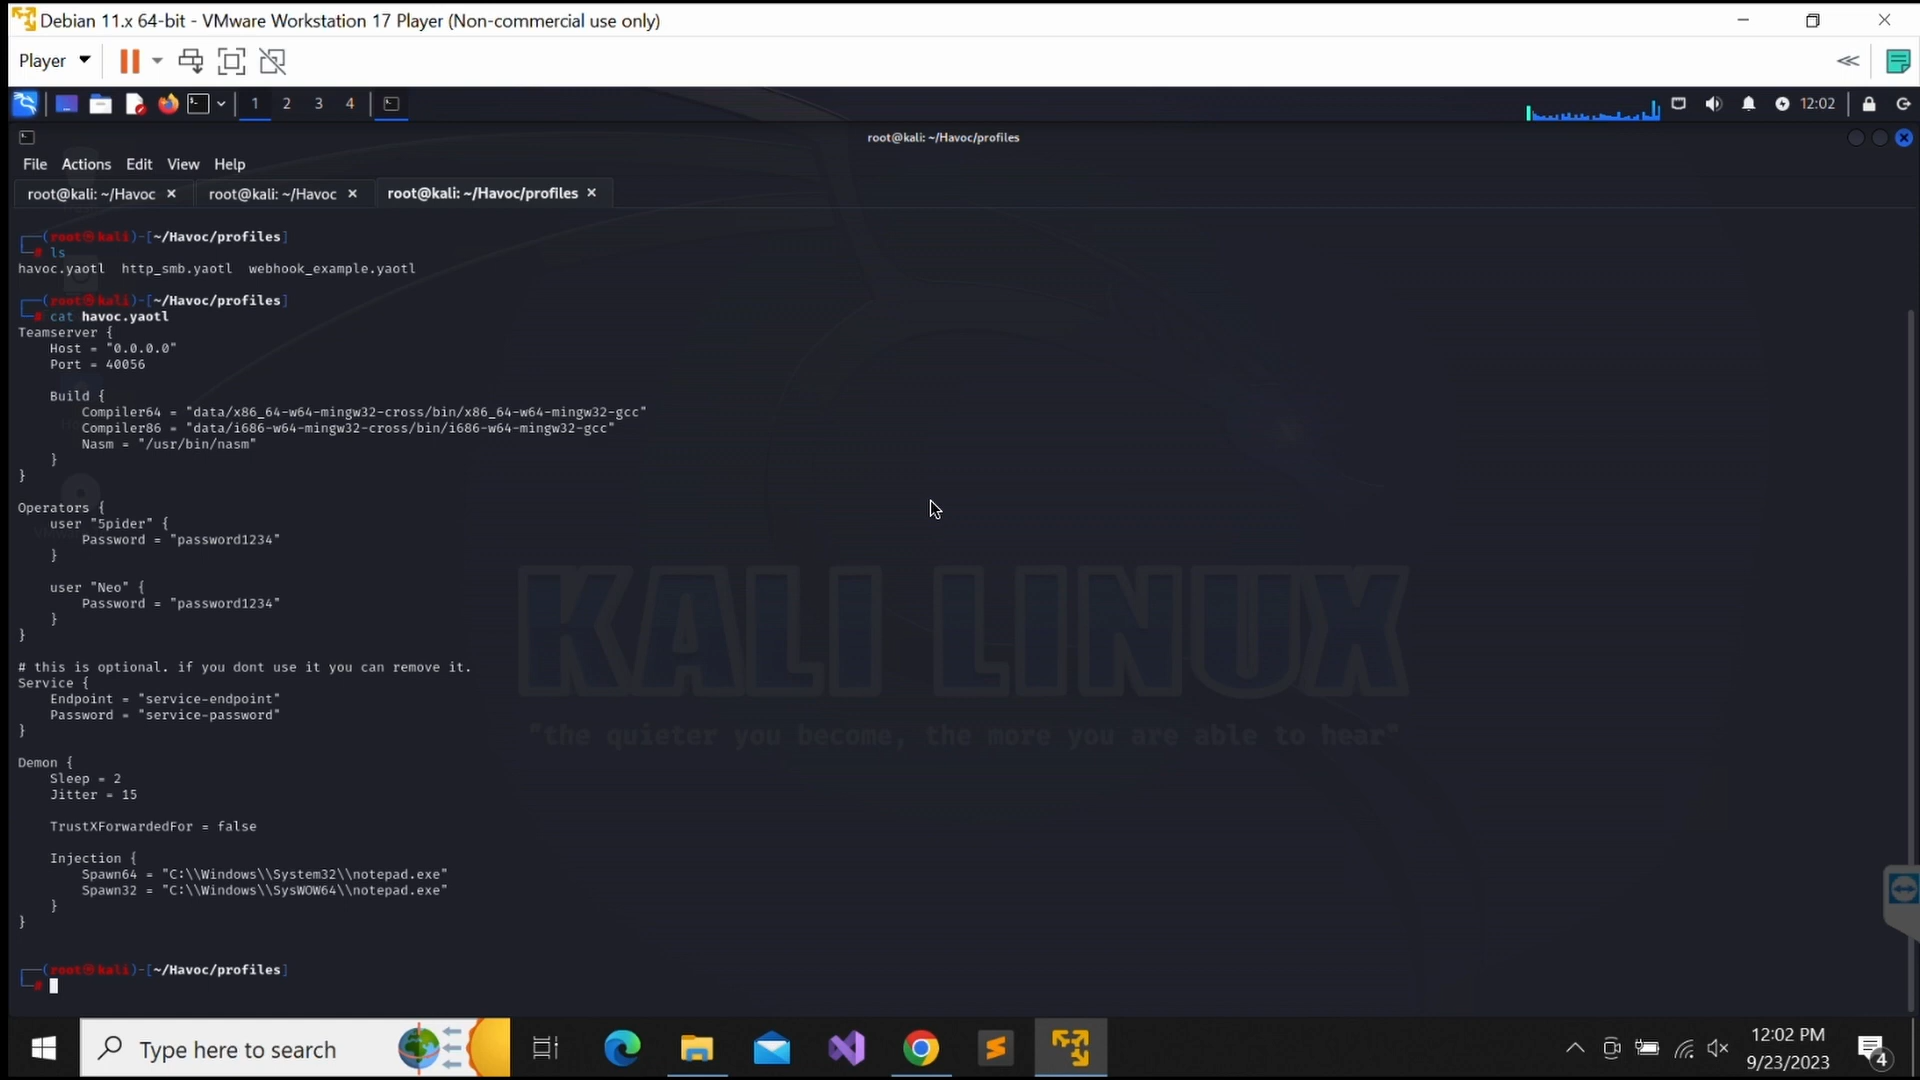 Debian 11.x 64-bit - VMware Workstation 17 Player (Non-commercial use only)
Player
1 2 3 4
12:02
root@kali: ~/Havoc/profiles
File Actions Edit View Help
root@kali: ~/Havoc × root@kali: ~/Havoc × root@kali: ~/Havoc/profiles ×
┌──(root㉿kali)-[~/Havoc/profiles]
└─# ls
havoc.yaotl http_smb.yaotl webhook_example.yaotl
┌──(root㉿kali)-[~/Havoc/profiles]
└─# cat havoc.yaotl
Teamserver {
    Host = "0.0.0.0"
    Port = 40056
    Build {
        Compiler64 = "data/x86_64-w64-mingw32-cross/bin/x86_64-w64-mingw32-gcc"
        Compiler86 = "data/i686-w64-mingw32-cross/bin/i686-w64-mingw32-gcc"
        Nasm = "/usr/bin/nasm"
    }
}
Operators {
    user "5pider" {
        Password = "password1234"
    }
    user "Neo" {
        Password = "password1234"
    }
}
# this is optional. if you dont use it you can remove it.
Service {
    Endpoint = "service-endpoint"
    Password = "service-password"
}
Demon {
    Sleep = 2
    Jitter = 15
    TrustXForwardedFor = false
    Injection {
        Spawn64 = "C:\\Windows\\System32\\notepad.exe"
        Spawn32 = "C:\\Windows\\SysWOW64\\notepad.exe"
    }
}
┌──(root㉿kali)-[~/Havoc/profiles]
└─#
KALI LINUX
"the quieter you become, the more you are able to hear"
Type here to search
12:02 PM
9/23/2023
4